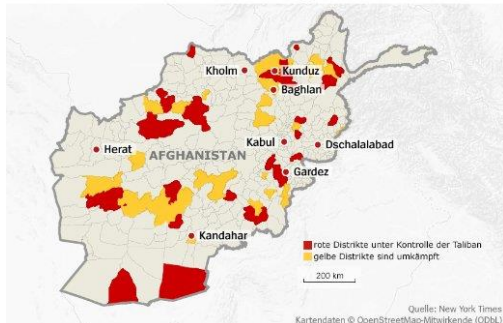 Kholm
Kunduz
Baghlan
Herat
AFGHANISTAN
Kabul
Dschalalabad
Gardez
Kandahar
rote Distrikte unter Kontrolle der Taliban
gelbe Distrikte sind umkämpft
200 km
Quelle: New York Times
Kartendaten © OpenStreetMap-Mitwirkende (ODbL)